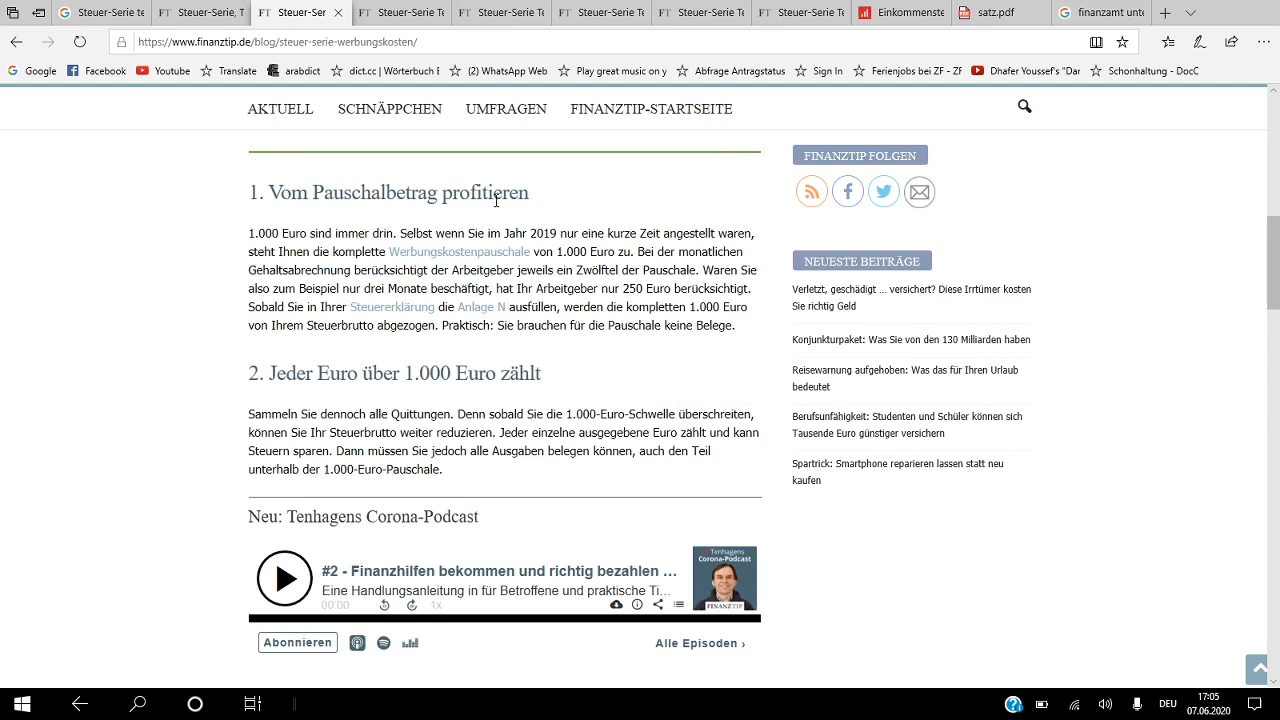 Steuer-Serie te
Steuer-Serie, T
Steuer-Ser
Steuer-Serie Te
Steuer-Serie Te
Steuer-Serie Te
Steuer-Serie Te
Steuer-Serie Te
Einkommenste
satz.pdf
finanzamt unte
https://www.finanztip.de/blog/steuer-serie-werbungskosten/
Google
Facebook
Youtube
Translate
arabdict
dict.cc | Wörterbuch E
(2) WhatsApp Web
Play great music on y
Abfrage Antragstatus
Sign In
Ferienjobs bei ZF - ZF
Dhafer Youssef's "Dar
Schonhaltung - DocC
AKTUELL
SCHNÄPPCHEN
UMFRAGEN
FINANZTIP-STARTSEITE
1. Vom Pauschalbetrag profitieren
1.000 Euro sind immer drin. Selbst wenn Sie im Jahr 2019 nur eine kurze Zeit angestellt waren,
steht Ihnen die komplette Werbungskostenpauschale von 1.000 Euro zu. Bei der monatlichen
Gehaltsabrechnung berücksichtigt der Arbeitgeber jeweils ein Zwölftel der Pauschale. Waren Sie
also zum Beispiel nur drei Monate beschäftigt, hat Ihr Arbeitgeber nur 250 Euro berücksichtigt.
Sobald Sie in Ihrer Steuererklärung die Anlage N ausfüllen, werden die kompletten 1.000 Euro
von Ihrem Steuerbrutto abgezogen. Praktisch: Sie brauchen für die Pauschale keine Belege.
2. Jeder Euro über 1.000 Euro zählt
Sammeln Sie dennoch alle Quittungen. Denn sobald Sie die 1.000-Euro-Schwelle überschreiten,
können Sie Ihr Steuerbrutto weiter reduzieren. Jeder einzelne ausgegebene Euro zählt und kann
Steuern sparen. Dann müssen Sie jedoch alle Ausgaben belegen können, auch den Teil
unterhalb der 1.000-Euro-Pauschale.
Neu: Tenhagens Corona-Podcast
#2 - Finanzhilfen bekommen und richtig bezahlen ...
Eine Handlungsanleitung in für Betroffene und praktische Ti...
00:00
1x
Tenhagens
Corona-Podcast
FINANZTIP
Abonnieren
Alle Episoden ›
FINANZTIP FOLGEN
NEUESTE BEITRÄGE
Verletzt, geschädigt ... versichert? Diese Irrtümer kosten
Sie richtig Geld
Konjunkturpaket: Was Sie von den 130 Milliarden haben
Reisewarnung aufgehoben: Was das für Ihren Urlaub
bedeutet
Berufsunfähigkeit: Studenten und Schüler können sich
Tausende Euro günstiger versichern
Spartrick: Smartphone reparieren lassen statt neu
kaufen
DEU
17:05
07.06.2020